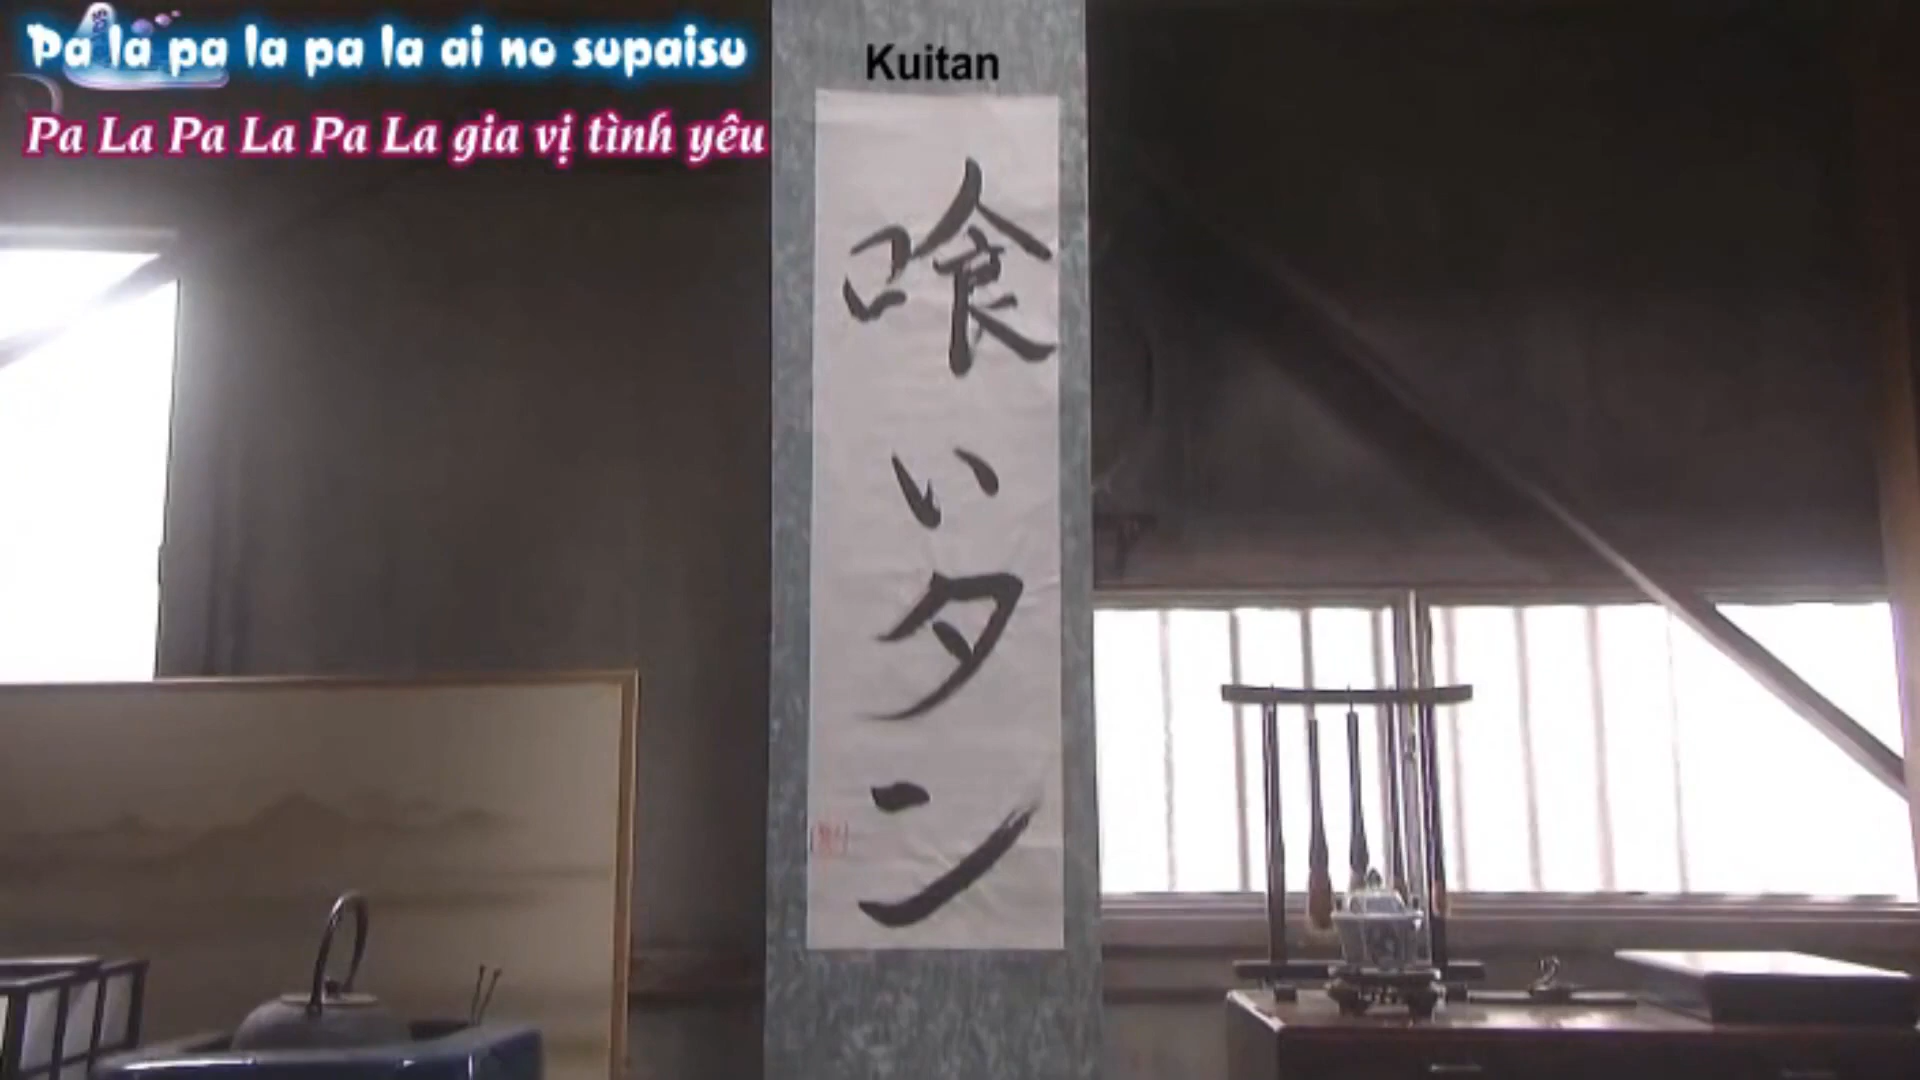 Pa la pa la pa la ai no supaisu
Pa La Pa La Pa La gia vị tình yêu
Kuitan
喰いタン